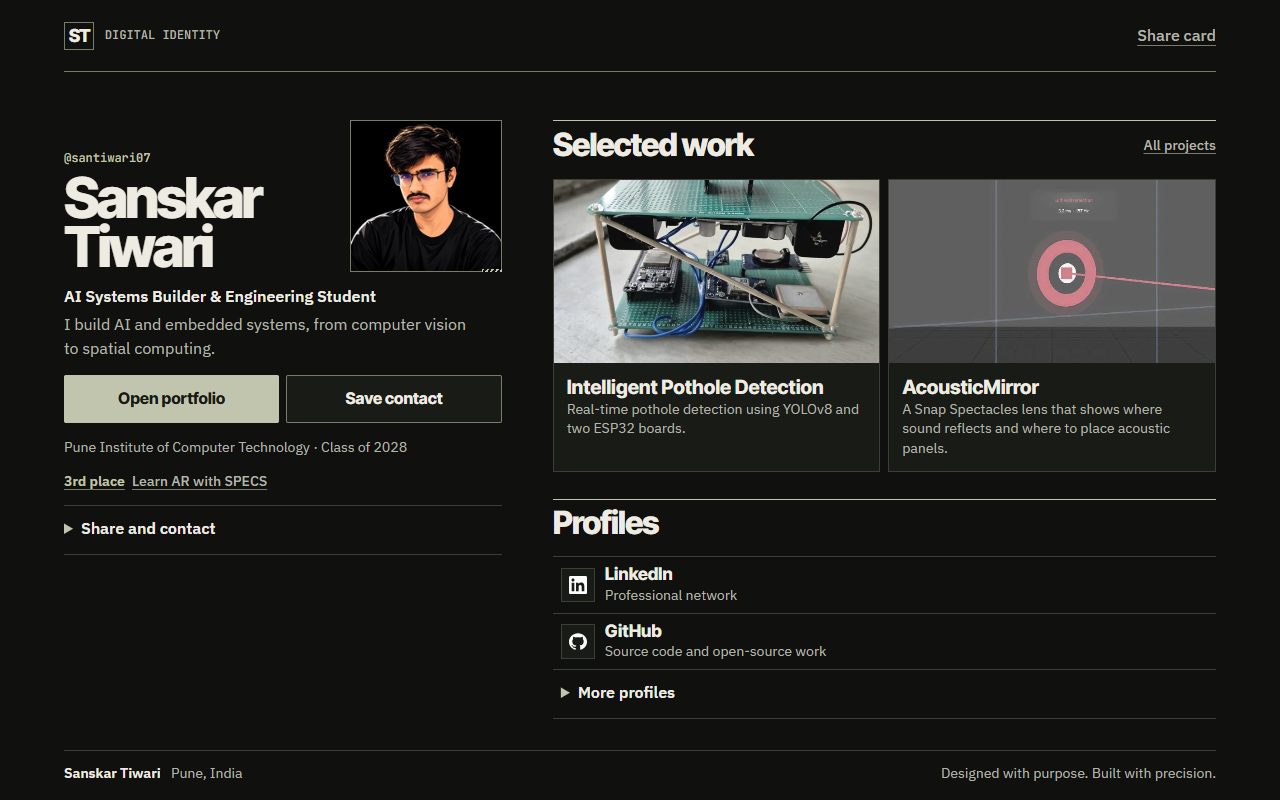 ST DIGITAL IDENTITY
Share card
@santiwari07
Sanskar
Tiwari
AI Systems Builder & Engineering Student
I build AI and embedded systems, from computer vision
to spatial computing.
Open portfolio
Save contact
Pune Institute of Computer Technology · Class of 2028
3rd place Learn AR with SPECS
Share and contact
Selected work
All projects
Intelligent Pothole Detection
Real-time pothole detection using YOLOv8 and
two ESP32 boards.
AcousticMirror
A Snap Spectacles lens that shows where
sound reflects and where to place acoustic
panels.
Profiles
LinkedIn
Professional network
GitHub
Source code and open-source work
More profiles
Sanskar Tiwari Pune, India
Designed with purpose. Built with precision.